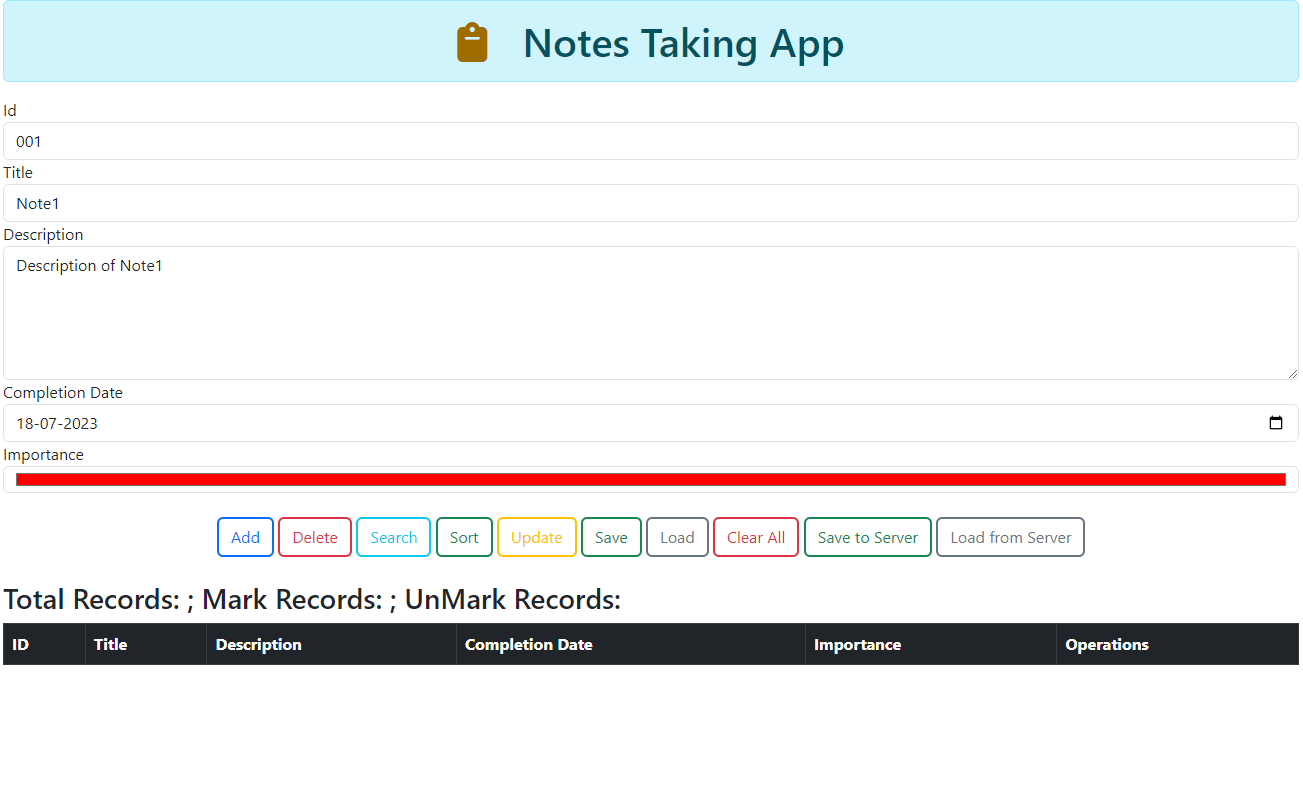 Notes Taking App
Id
001
Title
Note1
Description
Description of Note1
Completion Date
18-07-2023
Importance
Add Delete Search Sort Update Save Load Clear All Save to Server Load from Server
Total Records: ; Mark Records: ; UnMark Records:
ID Title Description Completion Date Importance Operations